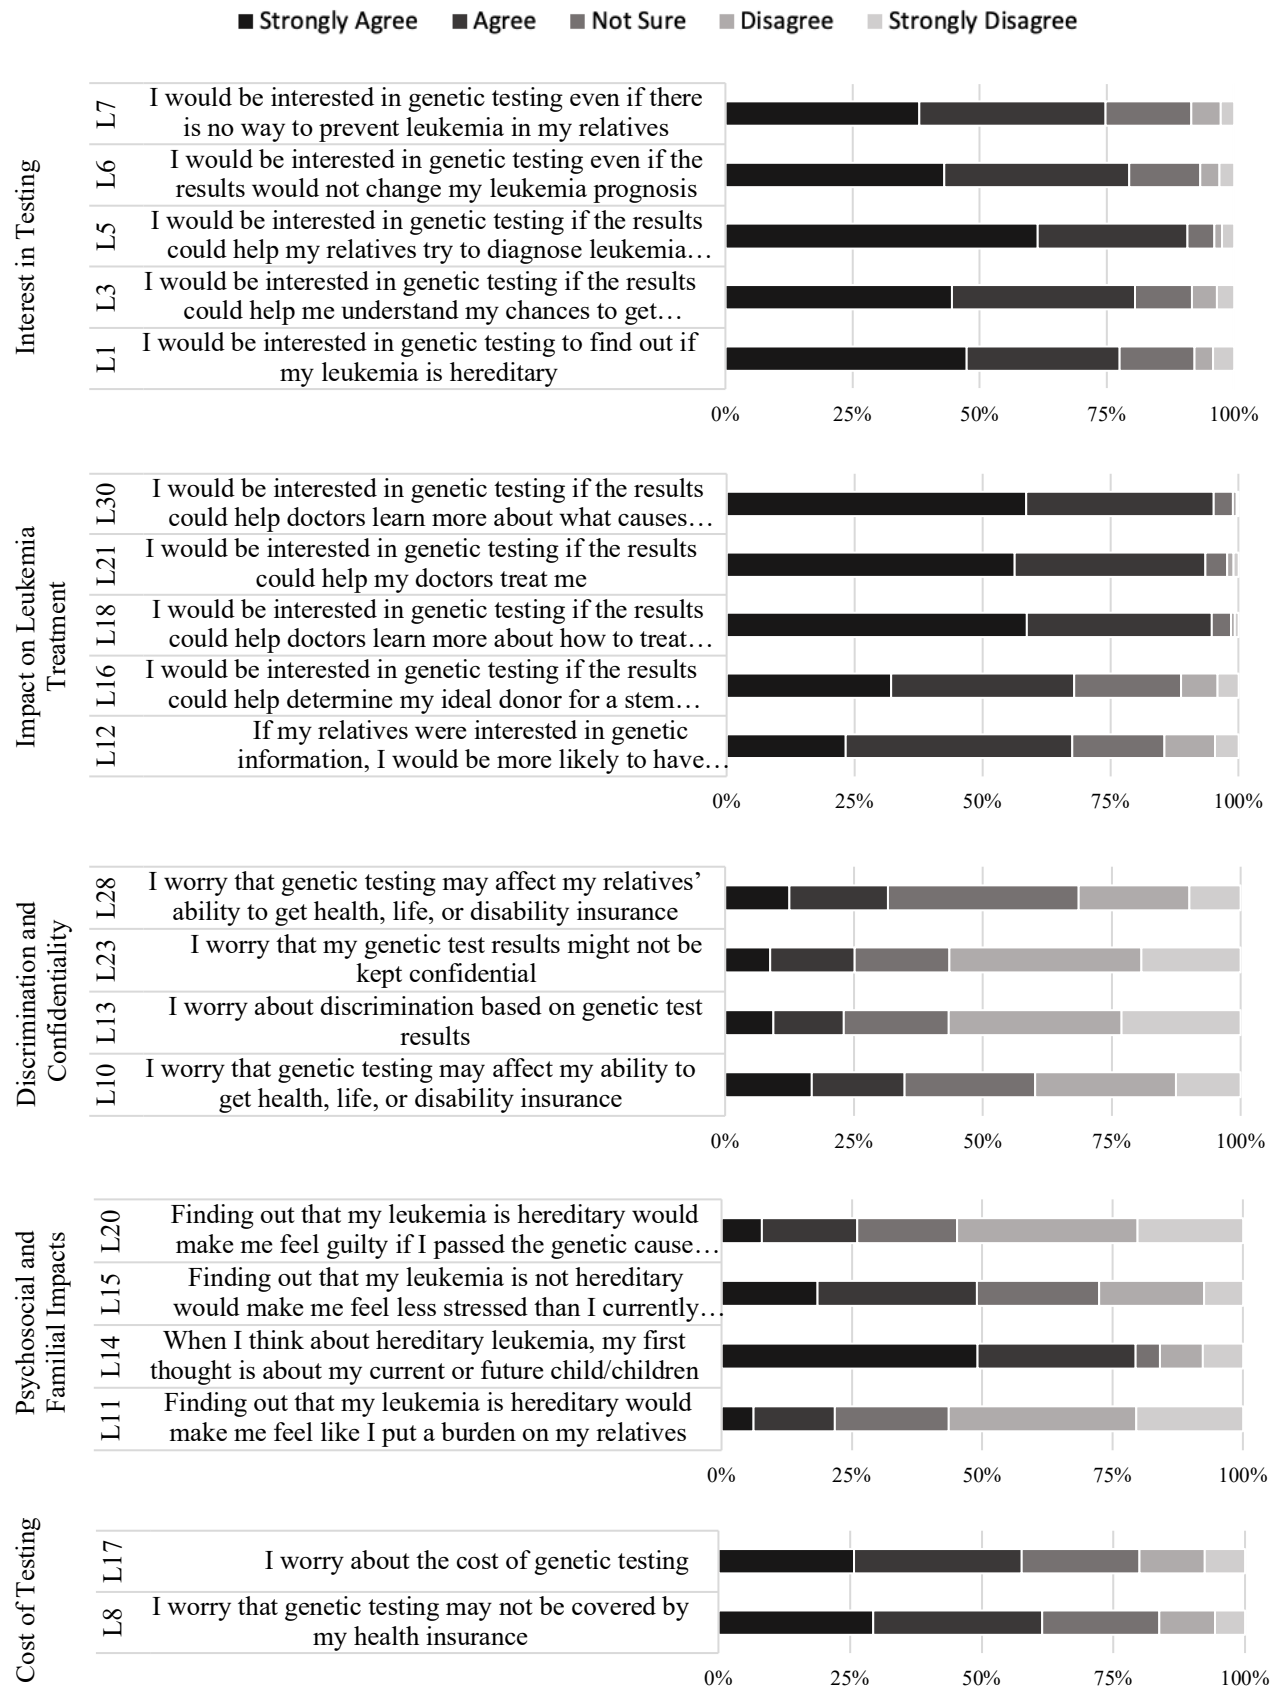 Strongly Agree Agree Not Sure Disagree Strongly Disagree
Interest in Testing
L7
I would be interested in genetic testing even if there
is no way to prevent leukemia in my relatives
L6
I would be interested in genetic testing even if the
results would not change my leukemia prognosis
L5
I would be interested in genetic testing if the results
could help my relatives try to diagnose leukemia…
L3
I would be interested in genetic testing if the results
could help me understand my chances to get…
L1
I would be interested in genetic testing to find out if
my leukemia is hereditary
0% 25% 50% 75% 100%
Impact on Leukemia
Treatment
L30
I would be interested in genetic testing if the results
could help doctors learn more about what causes…
L21
I would be interested in genetic testing if the results
could help my doctors treat me
L18
I would be interested in genetic testing if the results
could help doctors learn more about how to treat…
L16
I would be interested in genetic testing if the results
could help determine my ideal donor for a stem…
L12
If my relatives were interested in genetic
information, I would be more likely to have…
0% 25% 50% 75% 100%
Discrimination and
Confidentiality
L28
I worry that genetic testing may affect my relatives’
ability to get health, life, or disability insurance
L23
I worry that my genetic test results might not be
kept confidential
L13
I worry about discrimination based on genetic test
results
L10
I worry that genetic testing may affect my ability to
get health, life, or disability insurance
0% 25% 50% 75% 100%
Psychosocial and
Familial Impacts
L20
Finding out that my leukemia is hereditary would
make me feel guilty if I passed the genetic cause…
L15
Finding out that my leukemia is not hereditary
would make me feel less stressed than I currently…
L14
When I think about hereditary leukemia, my first
thought is about my current or future child/children
L11
Finding out that my leukemia is hereditary would
make me feel like I put a burden on my relatives
0% 25% 50% 75% 100%
Cost of Testing
L17
I worry about the cost of genetic testing
L8
I worry that genetic testing may not be covered by
my health insurance
0% 25% 50% 75% 100%